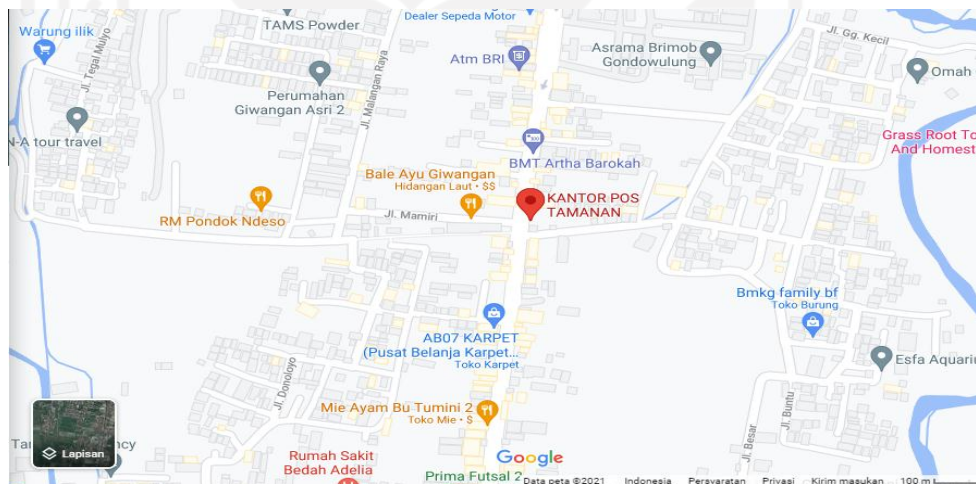 Dealer Sepeda Motor
TAMS Powder
Warung ilik
Jl. Tegal Mulyo
Jl. Malangan Raya
Atm BRI
Asrama Brimob
Gondowulung
Jl. Gg. Kecil
Omah
Perumahan
Giwangan Asri 2
N-A tour travel
Grass Root To
And Homest
BMT Artha Barokah
Bale Ayu Giwangan
Hidangan Laut • $$
KANTOR POS
TAMANAN
RM Pondok Ndeso
Jl. Mamiri
Bmkg family bf
Toko Burung
AB07 KARPET
(Pusat Belanja Karpet...
Toko Karpet
Esfa Aquariu
Jl. Donoloyo
Mie Ayam Bu Tumini 2
Toko Mie • $
Jl. Besar
Jl. Buntu
Lapisan
Rumah Sakit
Bedah Adelia
Google
Prima Futsal 2
Data peta ©2021 Indonesia Persyaratan Privasi Kirim masukan 100 m